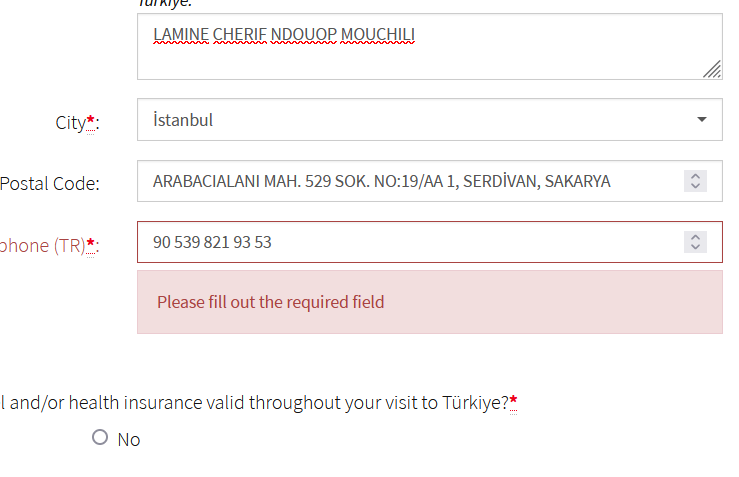 Türkiye.
LAMINE CHERIF NDOUOP MOUCHILI
City*:
İstanbul
Postal Code:
ARABACIALANI MAH. 529 SOK. NO:19/AA 1, SERDİVAN, SAKARYA
phone (TR)*:
90 539 821 93 53
Please fill out the required field
l and/or health insurance valid throughout your visit to Türkiye?*
No